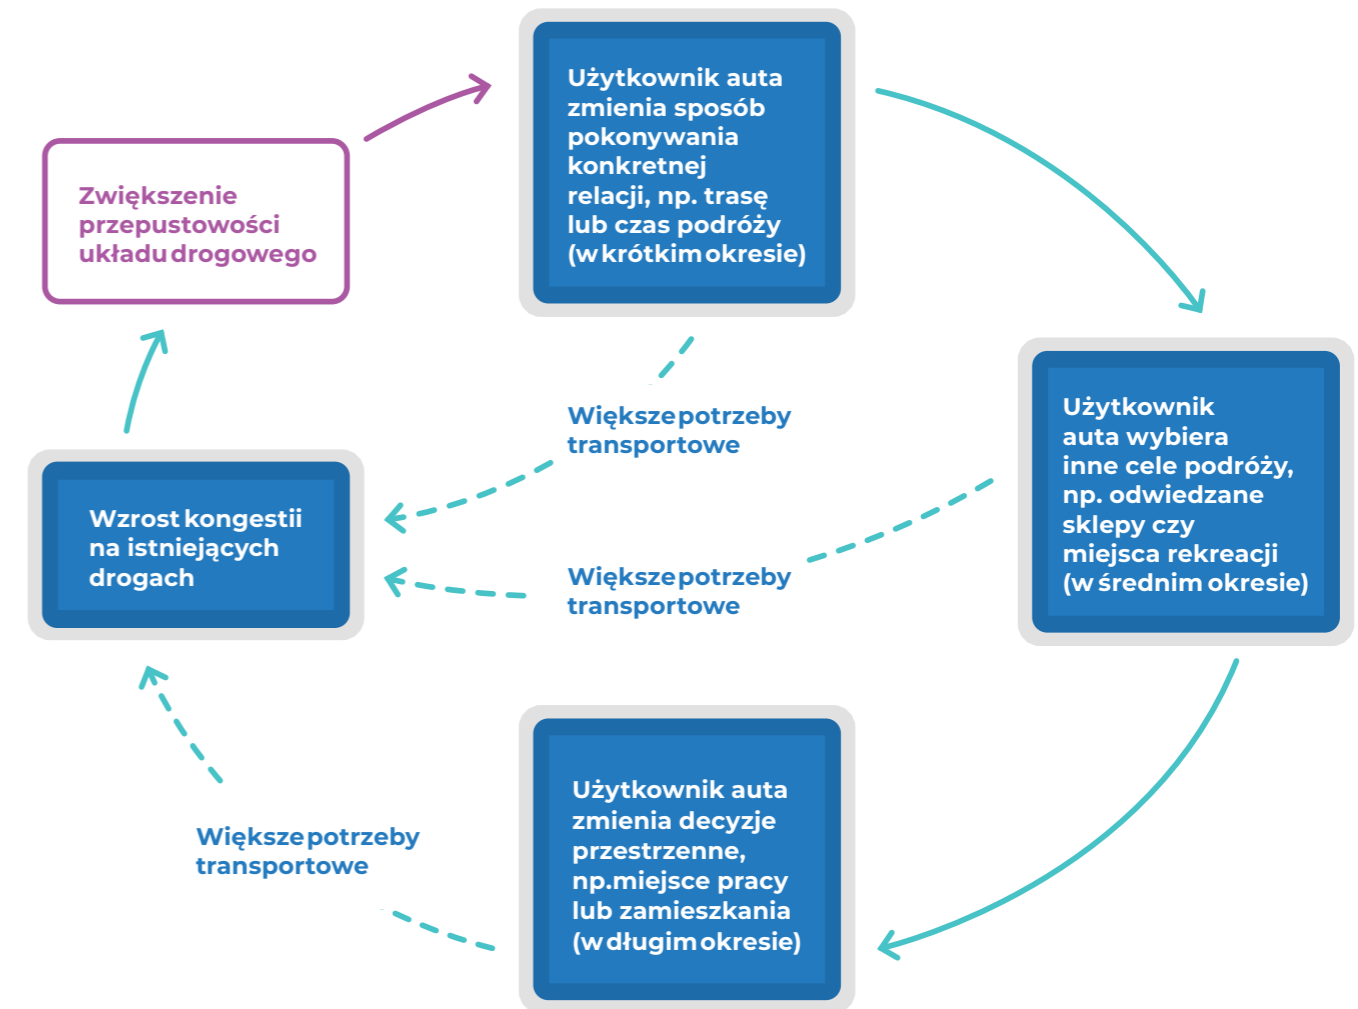 Użytkownik auta
zmienia sposób
pokonywania
konkretnej
relacji, np. trasę
lub czas podróży
(w krótkim okresie)
Zwiększenie
przepustowości
układu drogowego
Użytkownik
auta wybiera
inne cele podróży,
np. odwiedzane
sklepy czy
miejsca rekreacji
(w średnim okresie)
Większe potrzeby
transportowe
Wzrost kongestii
na istniejących
drogach
Większe potrzeby
transportowe
Użytkownik auta
zmienia decyzje
przestrzenne,
np.miejsce pracy
lub zamieszkania
(w długim okresie)
Większe potrzeby
transportowe